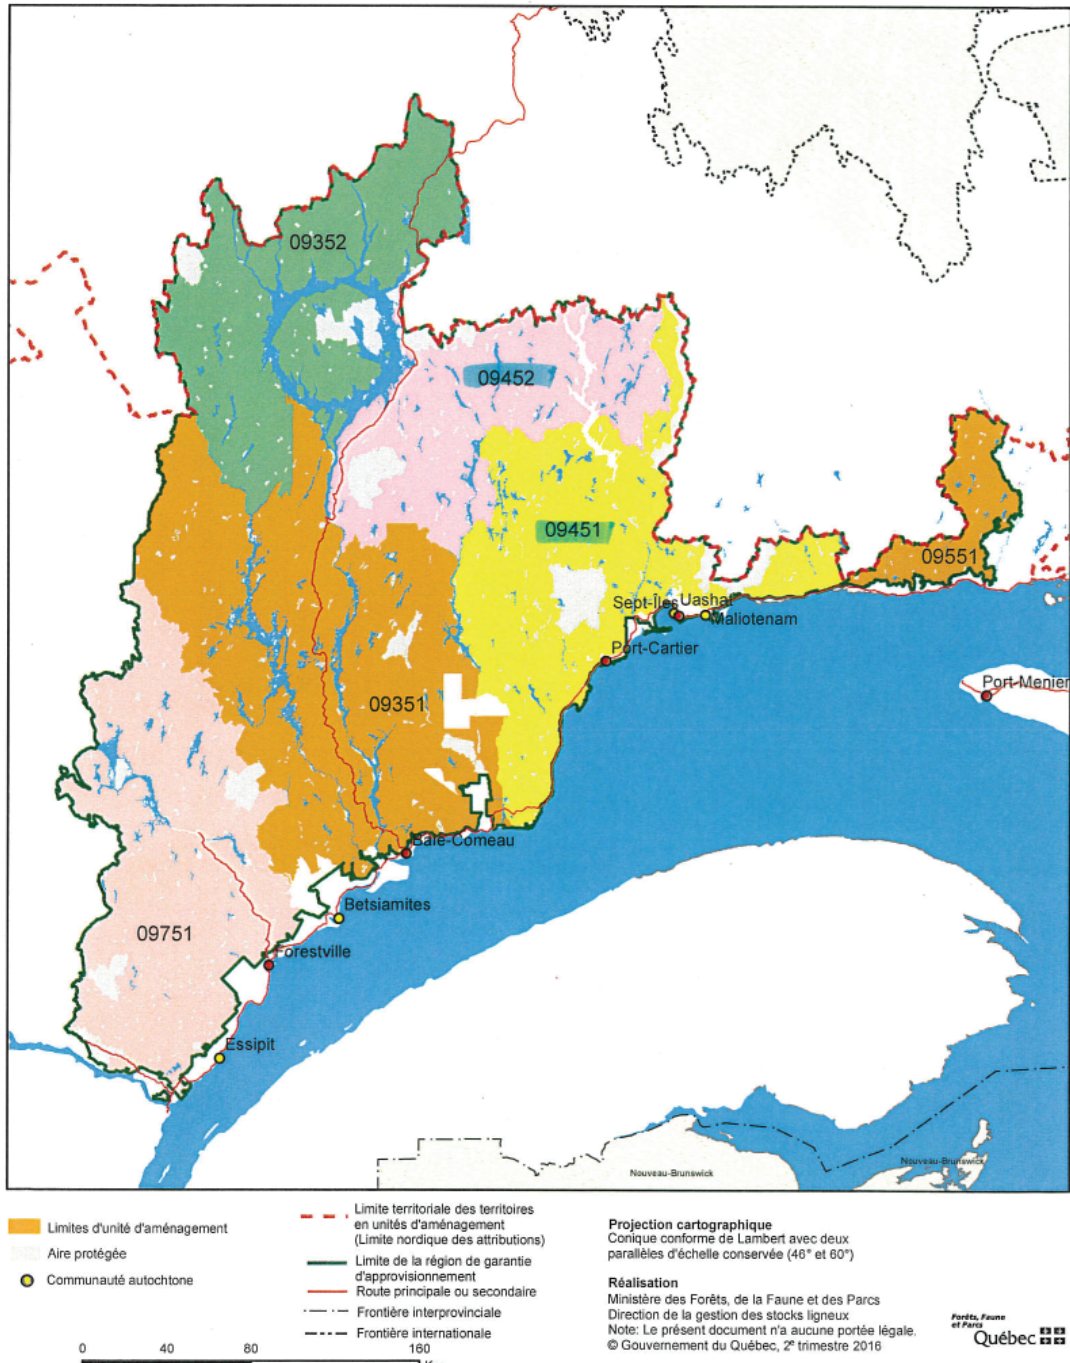 09352
09452
09451
09551
Sept-Îles
Uashat
Maliotenam
Port-Cartier
Port-Menier
09351
Baie-Comeau
Betsiamites
09751
Forestville
Essipit
Nouveau-Brunswick
Nouveau-Brunswick
Limites d'unité d'aménagement
Aire protégée
Communauté autochtone
0 80 160
40
Limite territoriale des territoires
en unités d'aménagement
(Limite nordique des attributions)
Limite de la région de garantie
d'approvisionnement
Route principale ou secondaire
Frontière interprovinciale
Frontière internationale
Projection cartographique
Conique conforme de Lambert avec deux
parallèles d'échelle conservée (46° et 60°)
Réalisation
Ministère des Forêts, de la Faune et des Parcs
Direction de la gestion des stocks ligneux
Note: Le présent document n'a aucune portée légale.
© Gouvernement du Québec, 2e trimestre 2016
Forêts, Faune
et Parcs
Québec